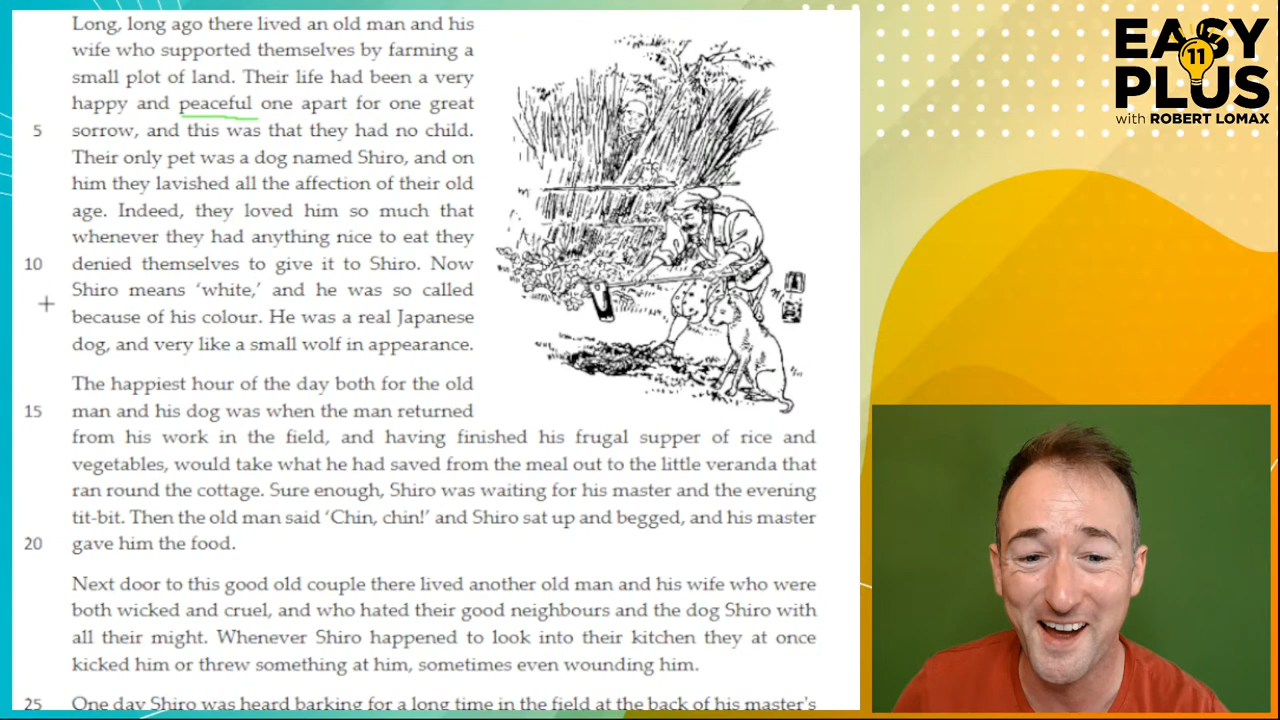 Long, long ago there lived an old man and his
wife who supported themselves by farming a
small plot of land. Their life had been a very
happy and peaceful one apart for one great
5 sorrow, and this was that they had no child.
Their only pet was a dog named Shiro, and on
him they lavished all the affection of their old
age. Indeed, they loved him so much that
whenever they had anything nice to eat they
10 denied themselves to give it to Shiro. Now
Shiro means ‘white,’ and he was so called
because of his colour. He was a real Japanese
dog, and very like a small wolf in appearance.
The happiest hour of the day both for the old
15 man and his dog was when the man returned
from his work in the field, and having finished his frugal supper of rice and
vegetables, would take what he had saved from the meal out to the little veranda that
ran round the cottage. Sure enough, Shiro was waiting for his master and the evening
tit-bit. Then the old man said ‘Chin, chin!’ and Shiro sat up and begged, and his master
20 gave him the food.
Next door to this good old couple there lived another old man and his wife who were
both wicked and cruel, and who hated their good neighbours and the dog Shiro with
all their might. Whenever Shiro happened to look into their kitchen they at once
kicked him or threw something at him, sometimes even wounding him.
25 One day Shiro was heard barking for a long time in the field at the back of his master's
EASY
11
PLUS
with ROBERT LOMAX